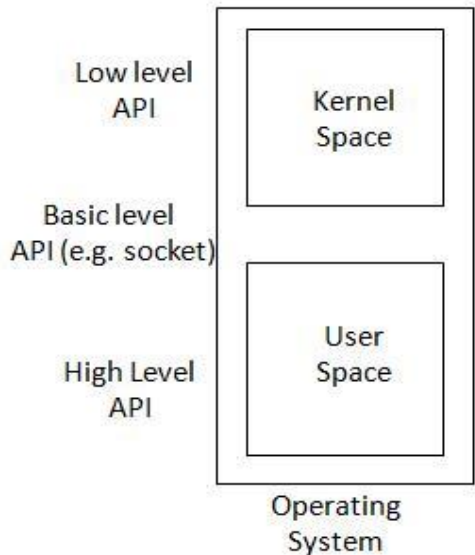 Low level
API
Kernel
Space
Basic level
API (e.g. socket)
User
Space
High Level
API
Operating
System